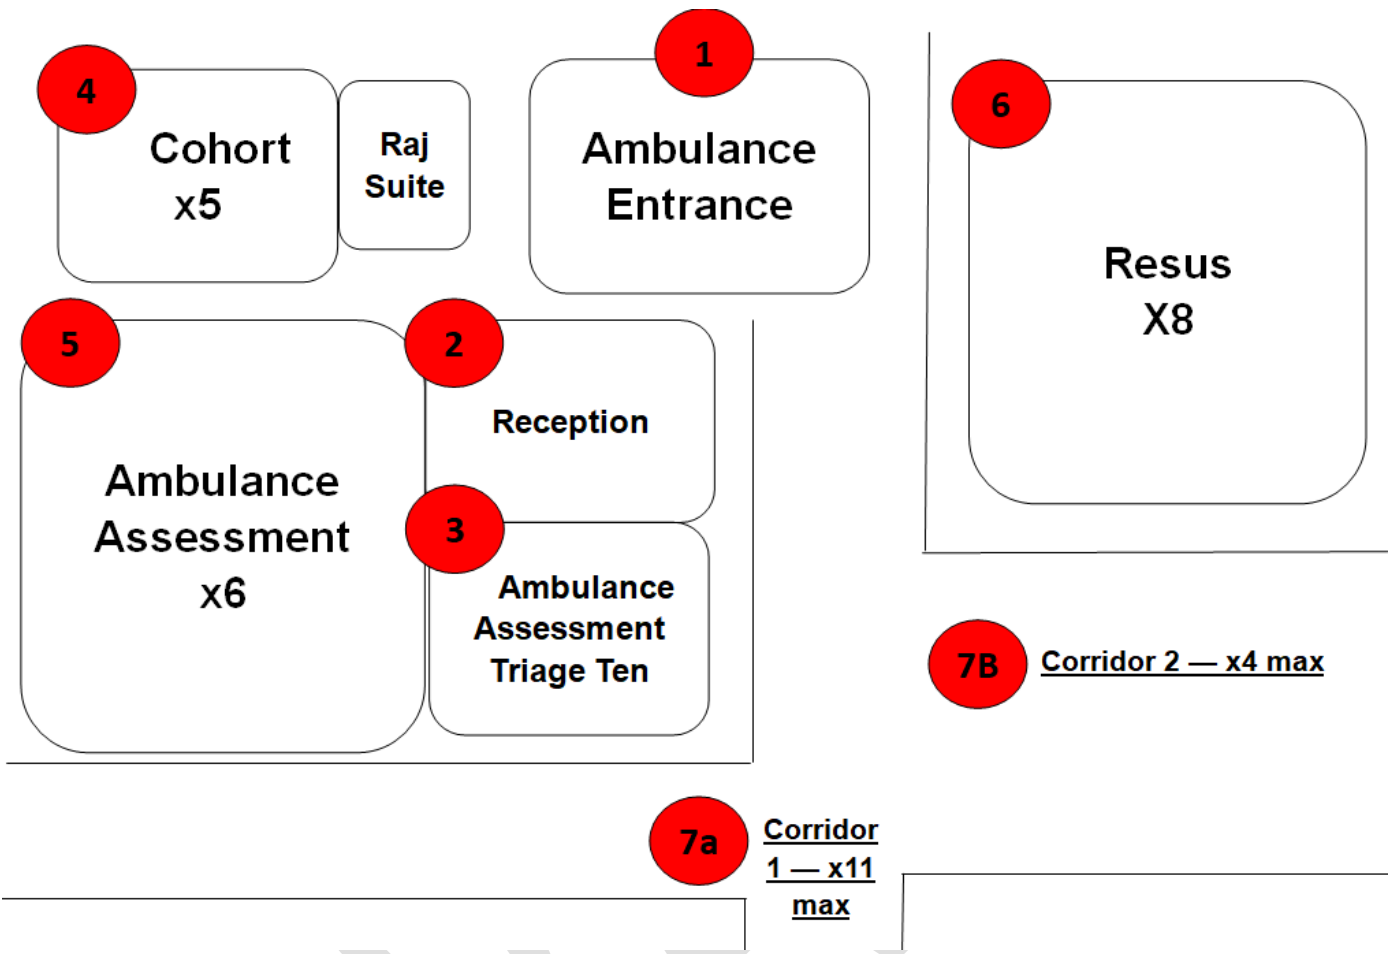 4
Cohort
x5
Raj
Suite
1
Ambulance
Entrance
6
Resus
X8
5
Ambulance
Assessment
x6
2
Reception
3
Ambulance
Assessment
Triage Ten
7B
Corridor 2 — x4 max
7a
Corridor
1 — x11
max